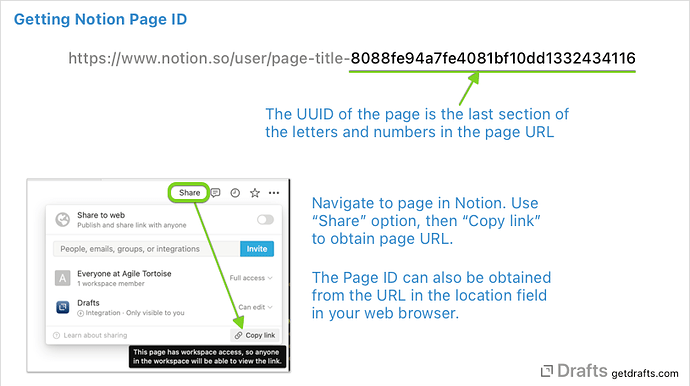 Getting Notion Page ID
https://www.notion.so/user/page-title-8088fe94a7fe4081bf10dd1332434116
The UUID of the page is the last section of
the letters and numbers in the page URL
Share
Share to web
Publish and share link with anyone
People, emails, groups, or integrations
Invite
A
Everyone at Agile Tortoise
1 workspace member
Full access
Drafts
Integration · Only visible to you
Can edit
Learn about sharing
Copy link
This page has workspace access, so anyone
in the workspace will be able to view the link.
Navigate to page in Notion. Use
“Share” option, then “Copy link”
to obtain page URL.
The Page ID can also be obtained
from the URL in the location field
in your web browser.
Drafts getdrafts.com